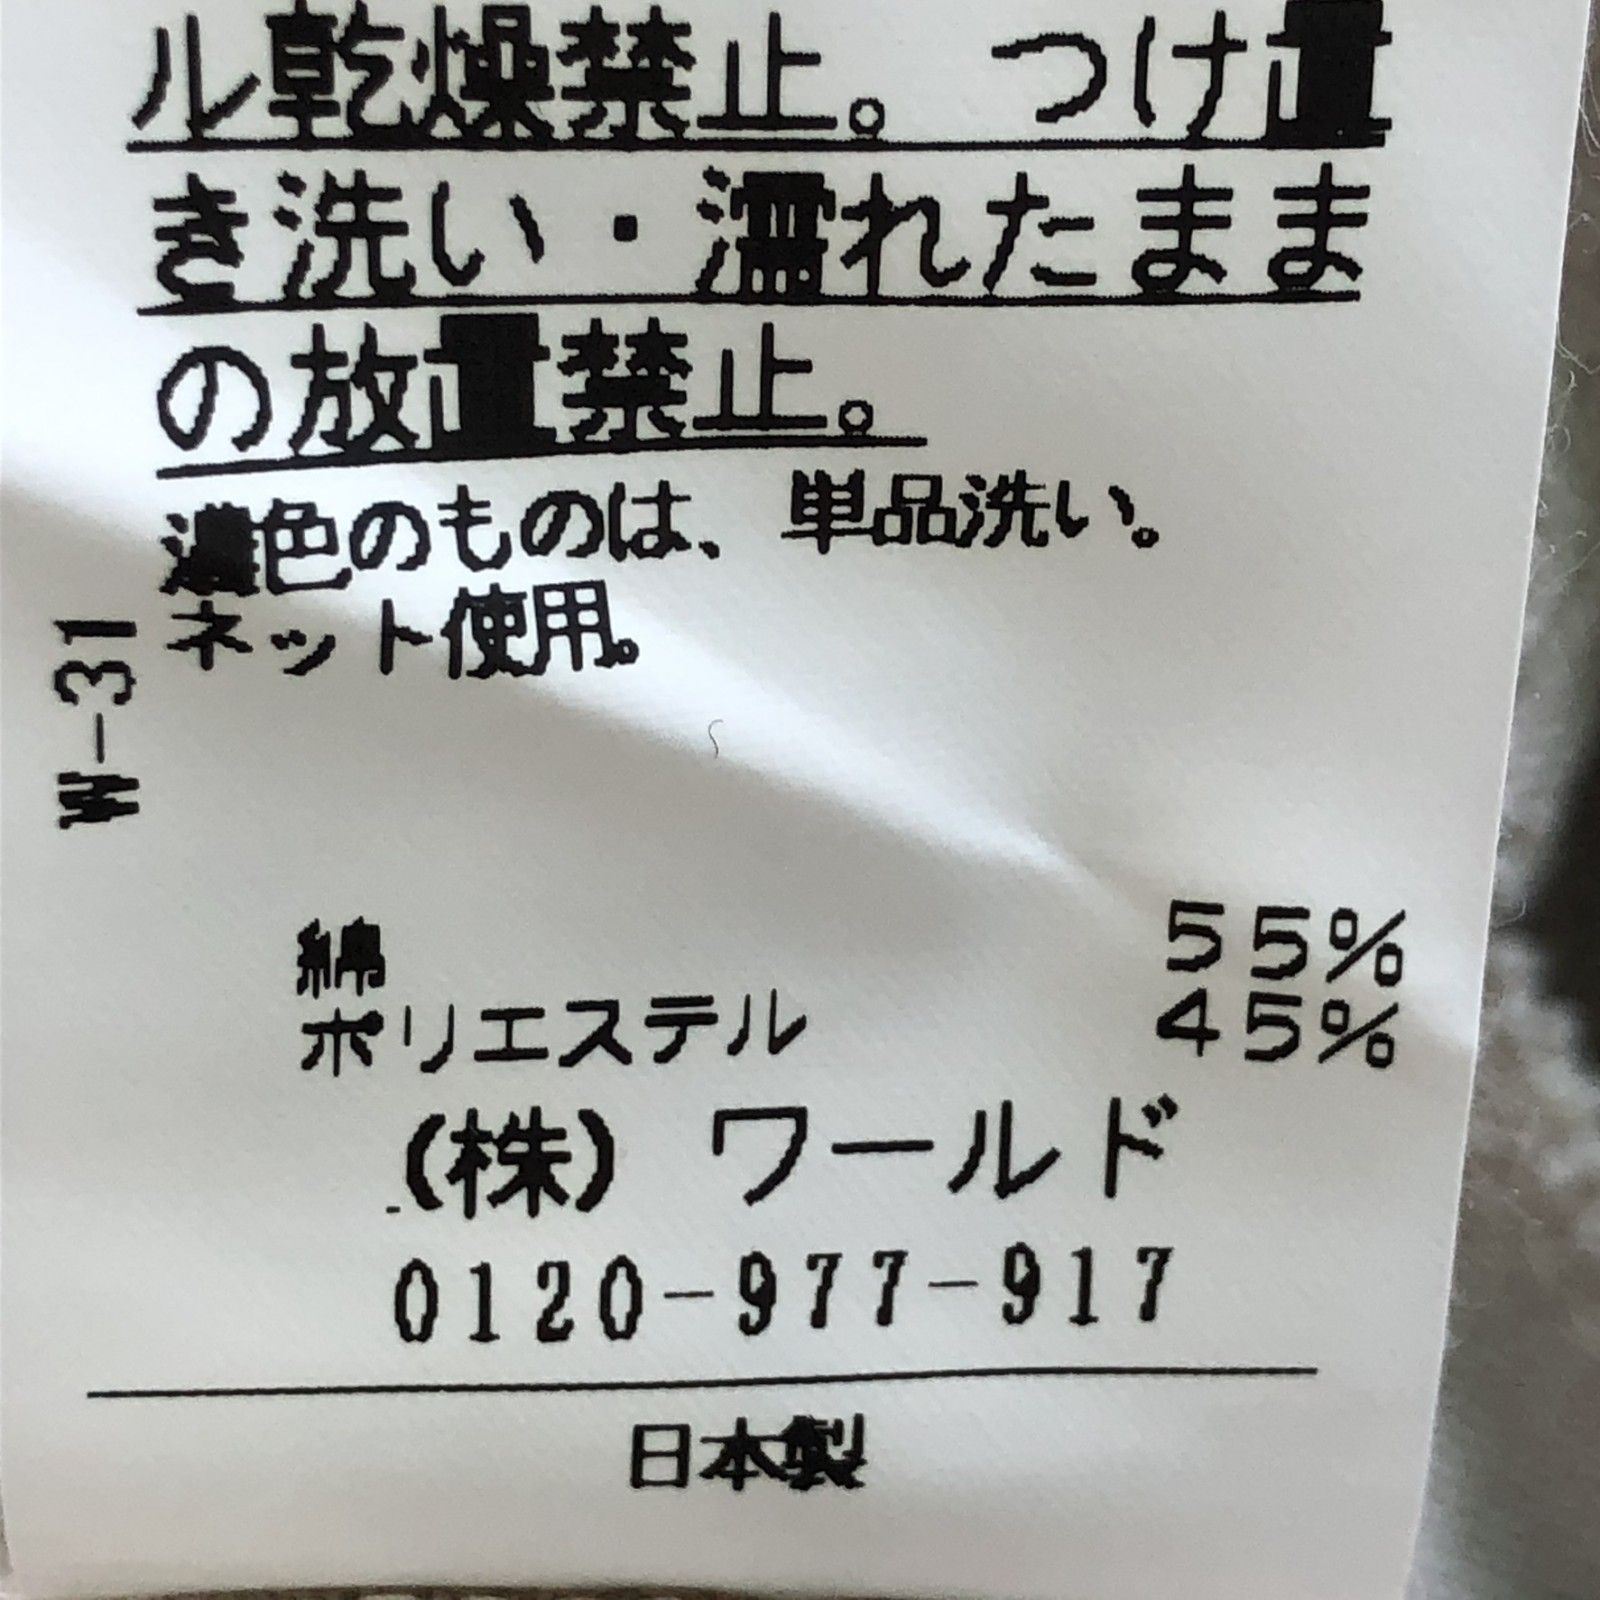 ル乾燥禁止。 つけ置
き洗い・濡れたまま
の放置禁止。
濃色のものは、単品洗い。
ネット使用。
W-31
綿 55%
ポリエステル 45%
(株) ワールド
0120-977-917
日本製